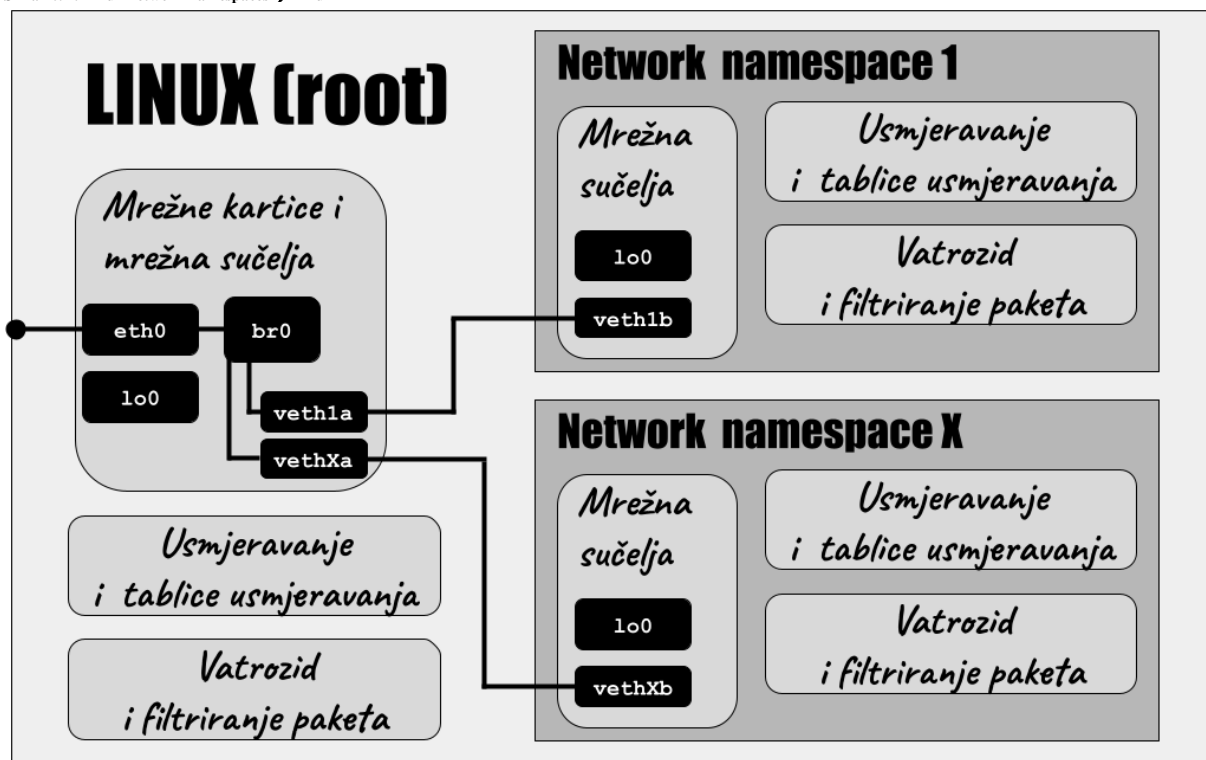 LINUX (root)
Mrežne kartice i
mrežna sučelja
eth0
br0
lo0
veth1a
vethXa
Usmjeravanje
i tablice usmjeravanja
Vatrozid
i filtriranje paketa
Network namespace 1
Mrežna
sučelja
lo0
veth1b
Usmjeravanje
i tablice usmjeravanja
Vatrozid
i filtriranje paketa
Network namespace X
Mrežna
sučelja
lo0
vethXb
Usmjeravanje
i tablice usmjeravanja
Vatrozid
i filtriranje paketa